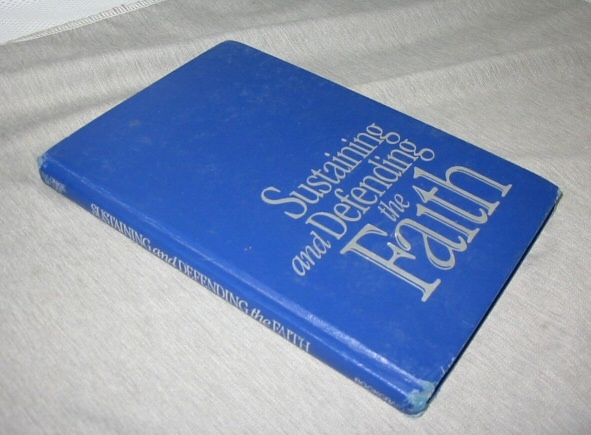 Sustaining
and Defending
the
Faith
SUSTAINING and DEFENDING the FAITH